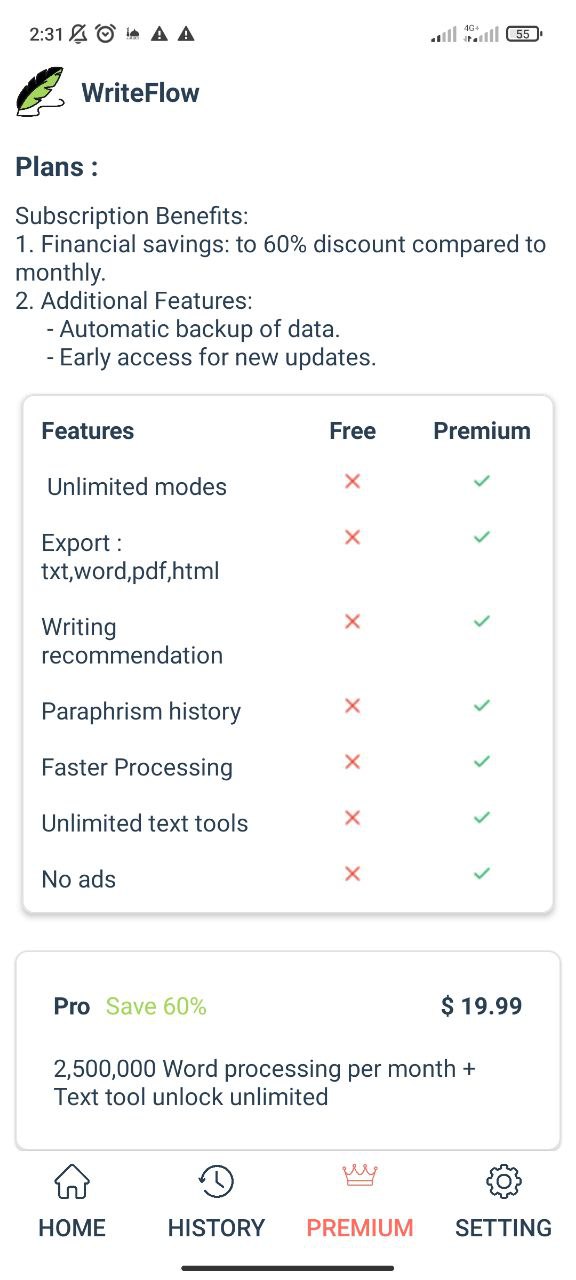 2:31
4G+
55
WriteFlow
Plans :
Subscription Benefits:
1. Financial savings: to 60% discount compared to
monthly.
2. Additional Features:
- Automatic backup of data.
- Early access for new updates.
Features Free Premium
Unlimited modes
Export :
txt,word,pdf,html
Writing
recommendation
Paraphrism history
Faster Processing
Unlimited text tools
No ads
Pro Save 60% $ 19.99
2,500,000 Word processing per month +
Text tool unlock unlimited
HOME HISTORY PREMIUM SETTING